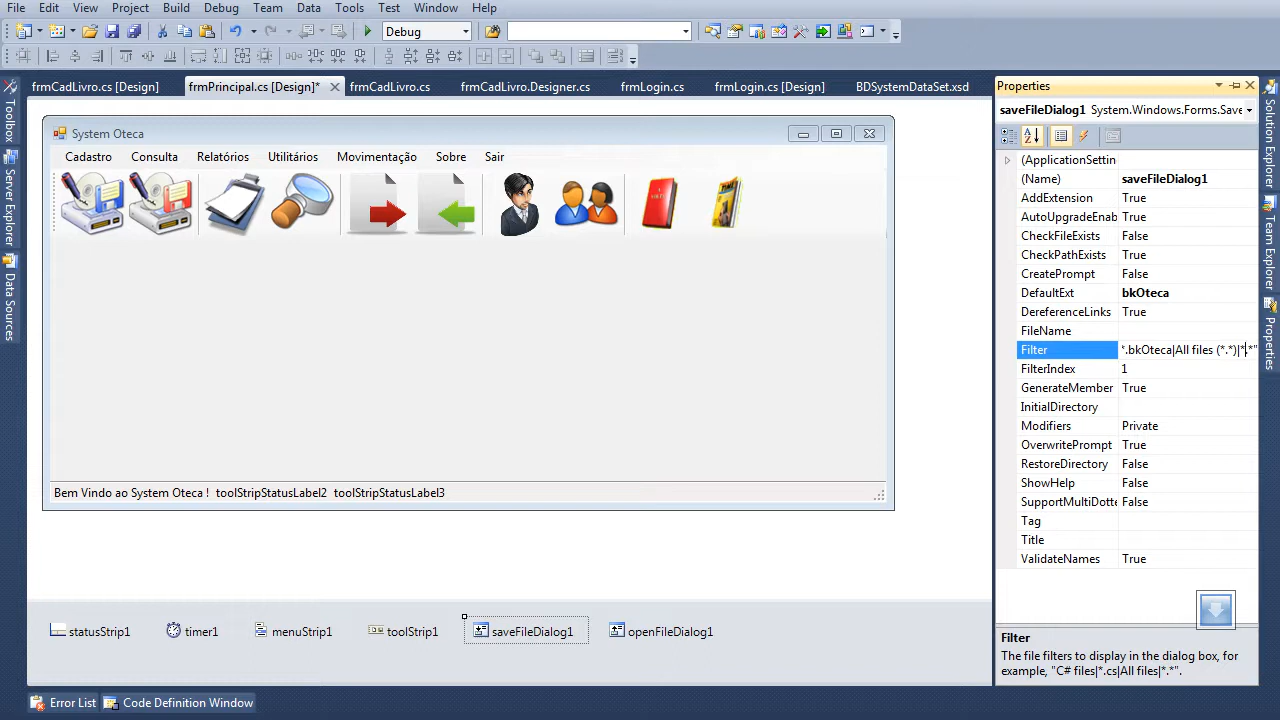 File Edit View Project Build Debug Team Data Tools Test Window Help
Debug
frmCadLivro.cs [Design] frmPrincipal.cs [Design]* frmCadLivro.cs frmCadLivro.Designer.cs frmLogin.cs frmLogin.cs [Design] BDSystemDataSet.xsd
Toolbox
Server Explorer
Data Sources
System Oteca
Cadastro Consulta Relatórios Utilitários Movimentação Sobre Sair
Bem Vindo ao System Oteca ! toolStripStatusLabel2 toolStripStatusLabel3
statusStrip1 timer1 menuStrip1 toolStrip1 saveFileDialog1 openFileDialog1
Error List Code Definition Window
Properties
saveFileDialog1 System.Windows.Forms.Save
(ApplicationSettin
(Name) saveFileDialog1
AddExtension True
AutoUpgradeEnab True
CheckFileExists False
CheckPathExists True
CreatePrompt False
DefaultExt bkOteca
DereferenceLinks True
FileName
Filter *.bkOteca|All files (*.*)|*.*"
FilterIndex 1
GenerateMember True
InitialDirectory
Modifiers Private
OverwritePrompt True
RestoreDirectory False
ShowHelp False
SupportMultiDotte False
Tag
Title
ValidateNames True
Filter
The file filters to display in the dialog box, for
example, "C# files|*.cs|All files|*.*".
Solution Explorer
Team Explorer
Properties